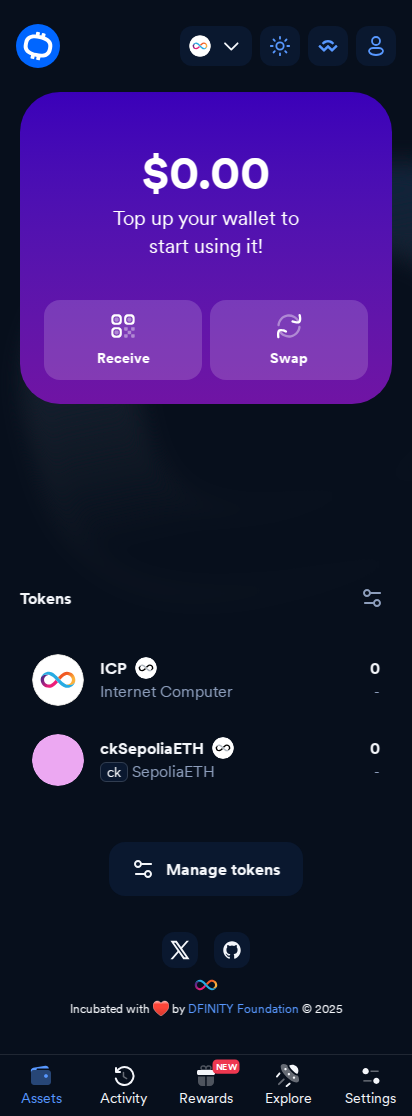 $0.00
Top up your wallet to
start using it!
Receive
Swap
Tokens
ICP
0
Internet Computer
-
ckSepoliaETH
0
ck SepoliaETH
-
Manage tokens
Incubated with ❤️ by DFINITY Foundation © 2025
NEW
Assets
Activity
Rewards
Explore
Settings